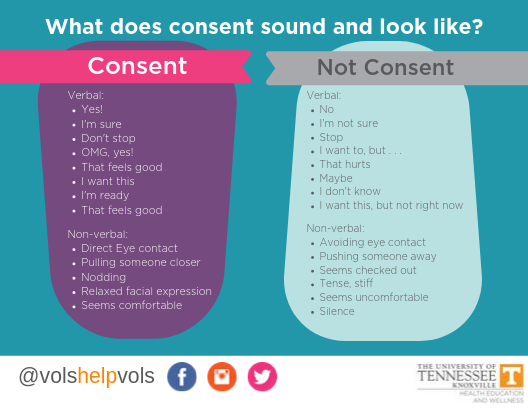 What does consent sound and look like?
Consent
Verbal:
• Yes!
• I'm sure
• Don't stop
• OMG, yes!
• That feels good
• I want this
• I'm ready
• That feels good
Non-verbal:
• Direct Eye contact
• Pulling someone closer
• Nodding
• Relaxed facial expression
• Seems comfortable
Not Consent
Verbal:
• No
• I'm not sure
• Stop
• I want to, but . . .
• That hurts
• Maybe
• I don't know
• I want this, but not right now
Non-verbal:
• Avoiding eye contact
• Pushing someone away
• Seems checked out
• Tense, stiff
• Seems uncomfortable
• Silence
@volshelpvols
f
THE UNIVERSITY OF
TENNESSEE
KNOXVILLE
T
HEALTH EDUCATION
AND WELLNESS